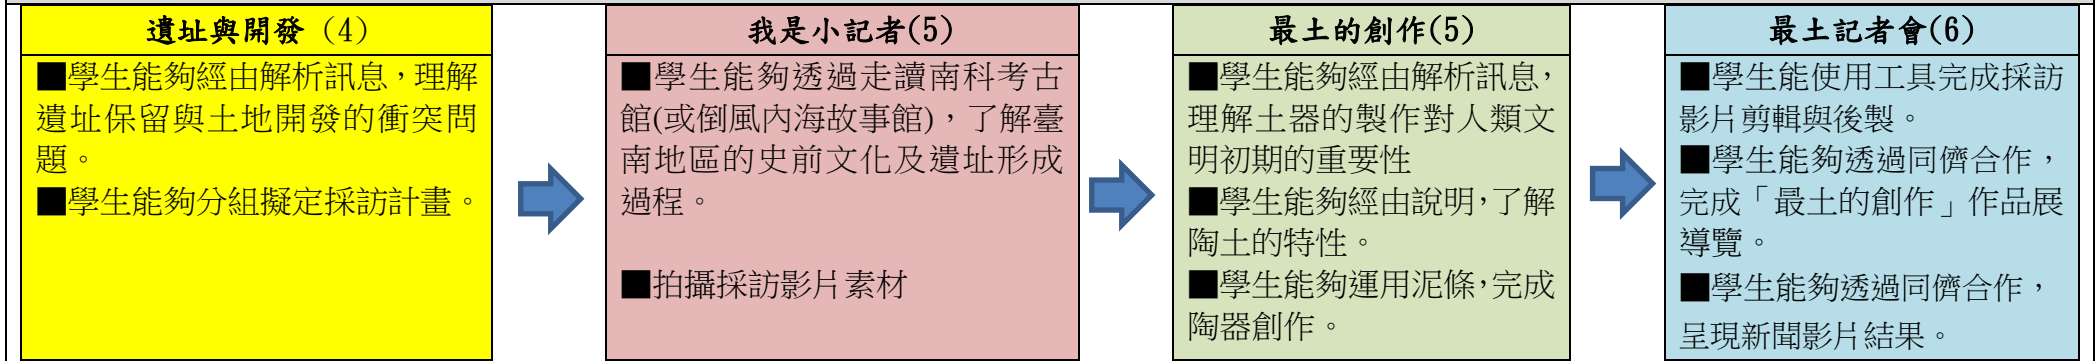 遺址與開發（4）
■學生能夠經由解析訊息，理解
遺址保留與土地開發的衝突問
題。
■學生能夠分組擬定採訪計畫。
我是小記者(5)
■學生能夠透過走讀南科考古
館(或倒風內海故事館)，了解臺
南地區的史前文化及遺址形成
過程。
■拍攝採訪影片素材
最土的創作(5)
■學生能夠經由解析訊息，
理解土器的製作對人類文
明初期的重要性
■學生能夠經由說明，了解
陶土的特性。
■學生能夠運用泥條，完成
陶器創作。
最土記者會(6)
■學生能使用工具完成採訪
影片剪輯與後製。
■學生能夠透過同儕合作，
完成「最土的創作」作品展
導覽。
■學生能夠透過同儕合作，
呈現新聞影片結果。